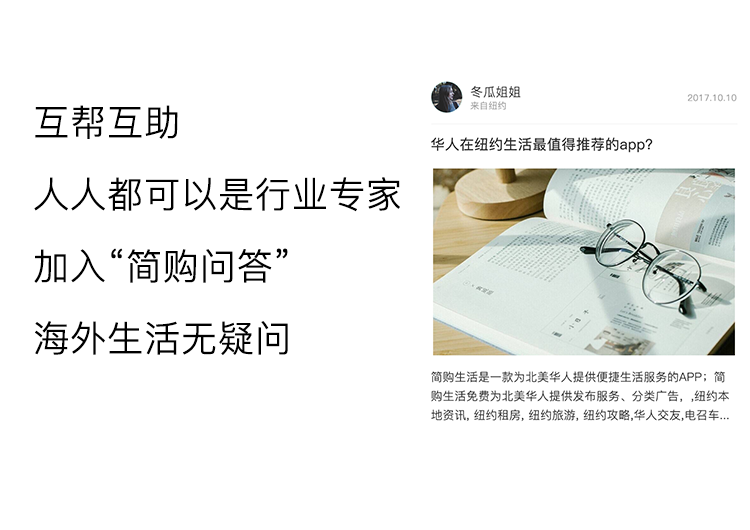 互帮互助
人人都可以是行业专家
加入“简购问答”
海外生活无疑问
冬瓜姐姐
来自纽约
2017.10.10
华人在纽约生活最值得推荐的app?
简购生活是一款为北美华人提供便捷生活服务的APP；简
购生活免费为北美华人提供发布服务、分类广告，,纽约本
地资讯, 纽约租房, 纽约旅游, 纽约攻略,华人交友,电召车...